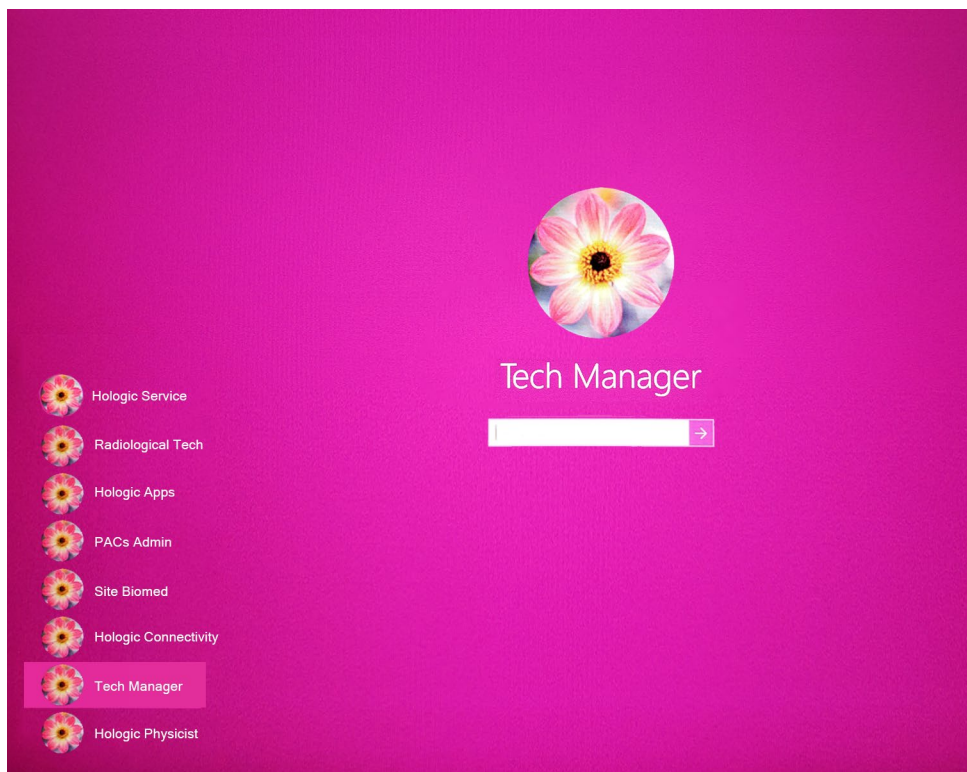 Tech Manager
Hologic Service
Radiological Tech
Hologic Apps
PACs Admin
Site Biomed
Hologic Connectivity
Tech Manager
Hologic Physicist